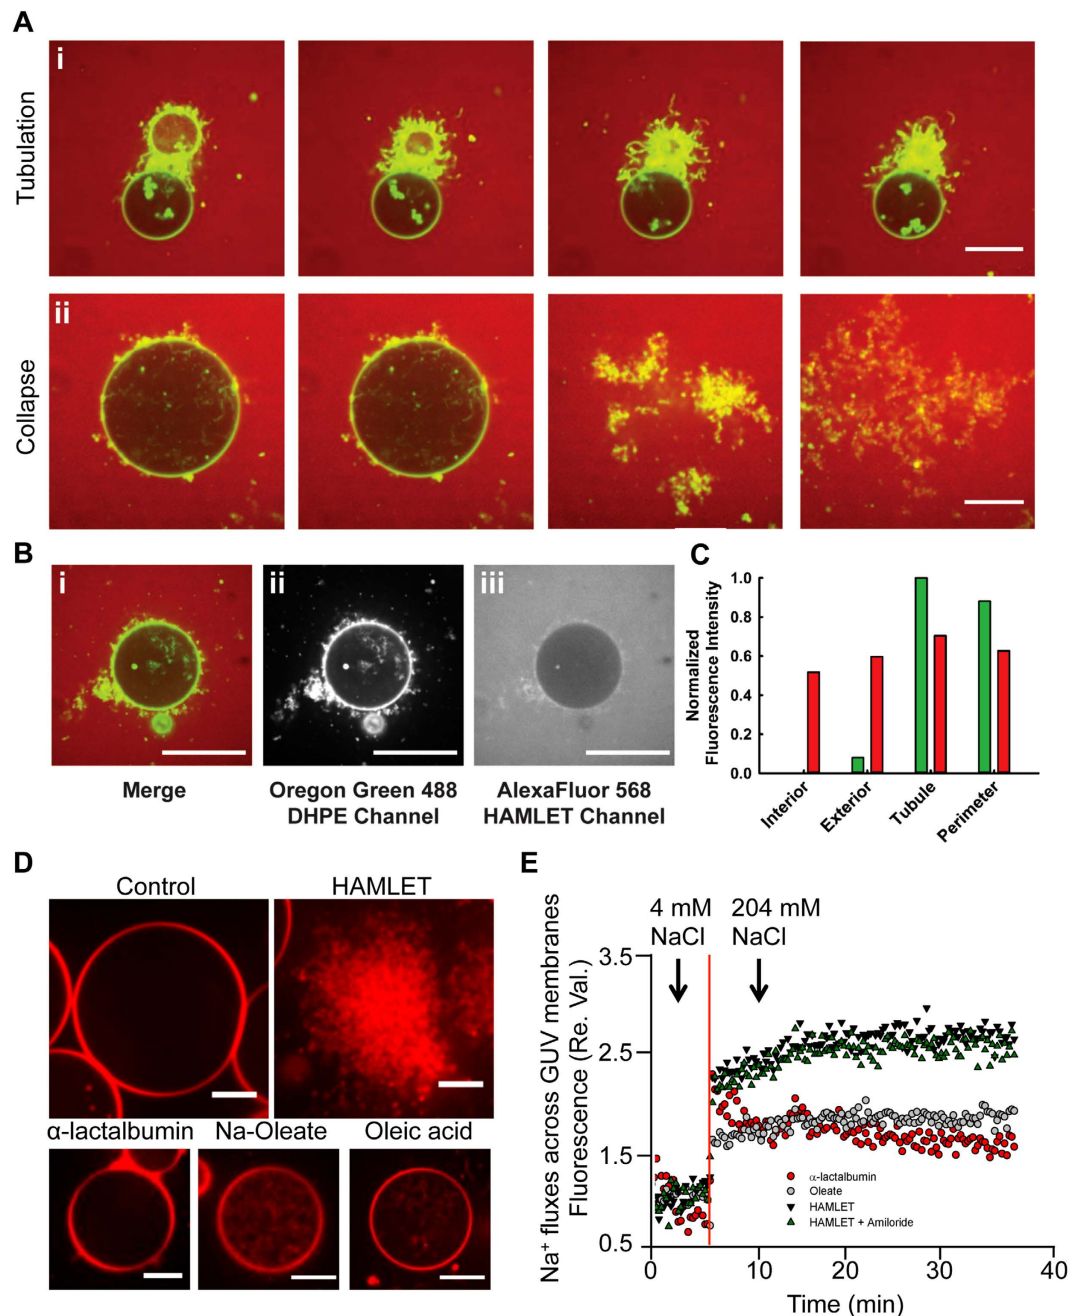 A
Tubulation
i
Collapse
ii
B
i
ii
iii
Merge
Oregon Green 488
DHPE Channel
AlexaFluor 568
HAMLET Channel
C
Normalized
Fluorescence Intensity
1.0
0.8
0.6
0.4
0.2
0.0
Interior
Exterior
Tubule
Perimeter
D
Control
HAMLET
α-lactalbumin
Na-Oleate
Oleic acid
E
4 mM
NaCl
204 mM
NaCl
Na⁺ fluxes across GUV membranes
Fluorescence (Re. Val.)
3.5
2.5
1.5
0.5
α-lactalbumin
Oleate
HAMLET
HAMLET + Amiloride
0
10
20
30
40
Time (min)